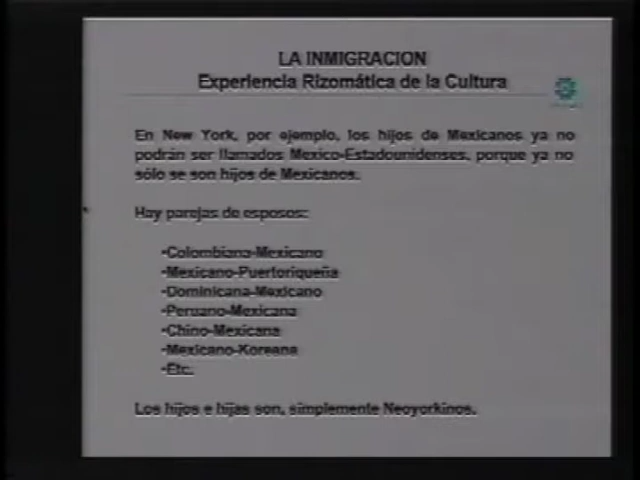 LA INMIGRACION
Experiencia Rizomática de la Cultura
En New York, por ejemplo, los hijos de Mexicanos ya no
podrán ser llamados Mexico-Estadounidenses, porque ya no
sólo se son hijos de Mexicanos.
Hay parejas de esposos:
•Colombiana-Mexicano
•Mexicano-Puertoriqueña
•Dominicana-Mexicano
•Peruano-Mexicana
•Chino-Mexicana
•Mexicano-Koreana
•Etc.
Los hijos e hijas son, simplemente Neoyorkinos.